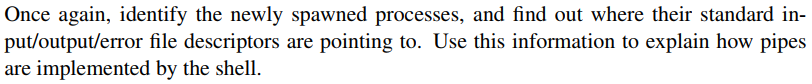 Once again, identify the newly spawned processes, and find out where their standard in-
put/output/error file descriptors are pointing to. Use this information to explain how pipes
are implemented by the shell.